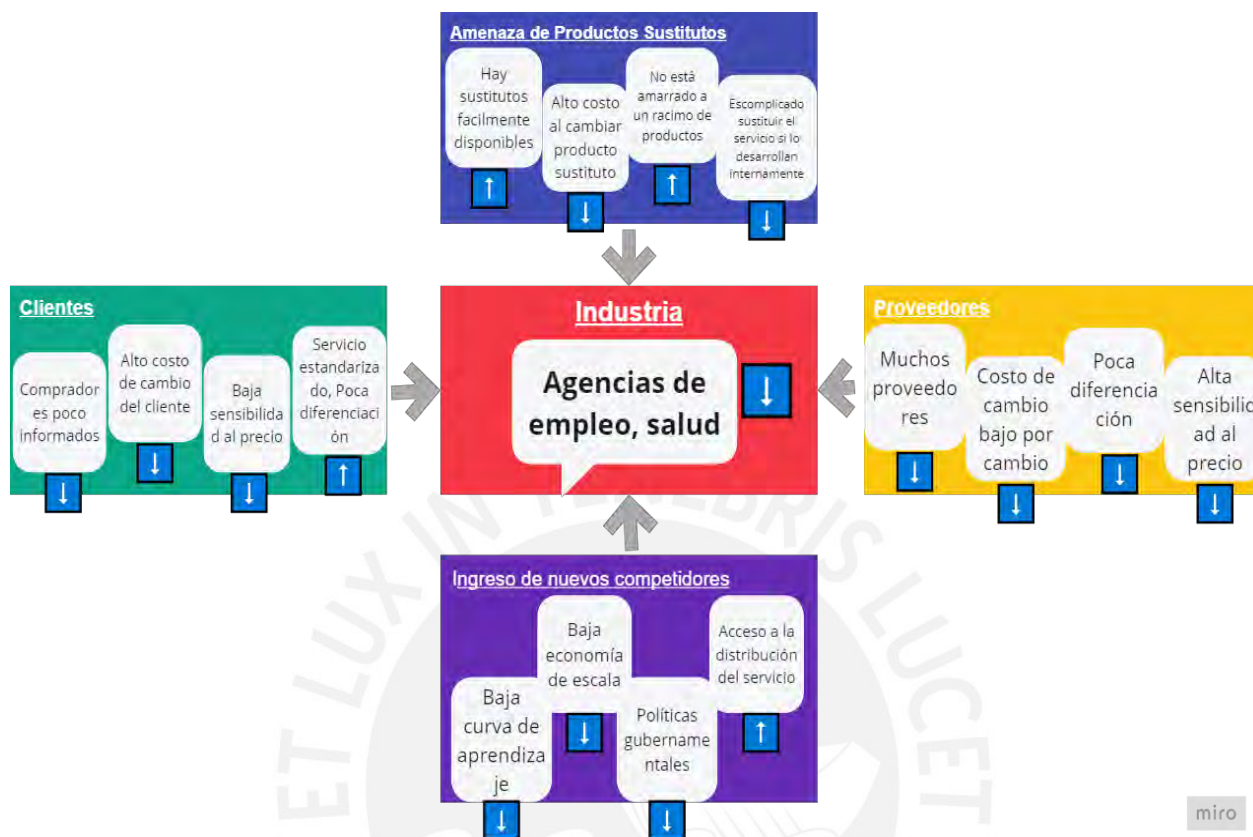 Amenaza de Productos Sustitutos
Hay
sustitutos
facilmente
disponibles
Alto costo
al cambiar
producto
sustituto
No está
amarrado a
un racimo de
productos
Escomplicado
sustituir el
servicio si lo
desarrollan
internamente
Clientes
Comprador
es poco
informados
Alto costo
de cambio
del cliente
Baja
sensibilida
d al precio
Servicio
estandariza
do, Poca
diferenciaci
ón
Industria
Agencias de
empleo, salud
Proveedores
Muchos
proveedo
res
Costo de
cambio
bajo por
cambio
Poca
diferencia
ción
Alta
sensibilid
ad al
precio
Ingreso de nuevos competidores
Baja
curva de
aprendiza
je
Baja
economía
de escala
Políticas
gubername
ntales
Acceso a la
distribución
del servicio
ET LUX IN TENEBRIS LUCET
miro